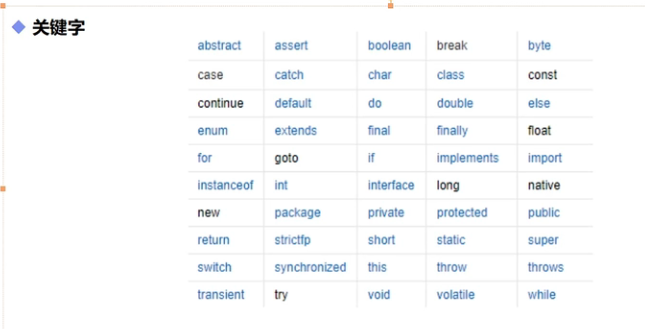 关键字
abstract assert boolean break byte
case catch char class const
continue default do double else
enum extends final finally float
for goto if implements import
instanceof int interface long native
new package private protected public
return strictfp short static super
switch synchronized this throw throws
transient try void volatile while